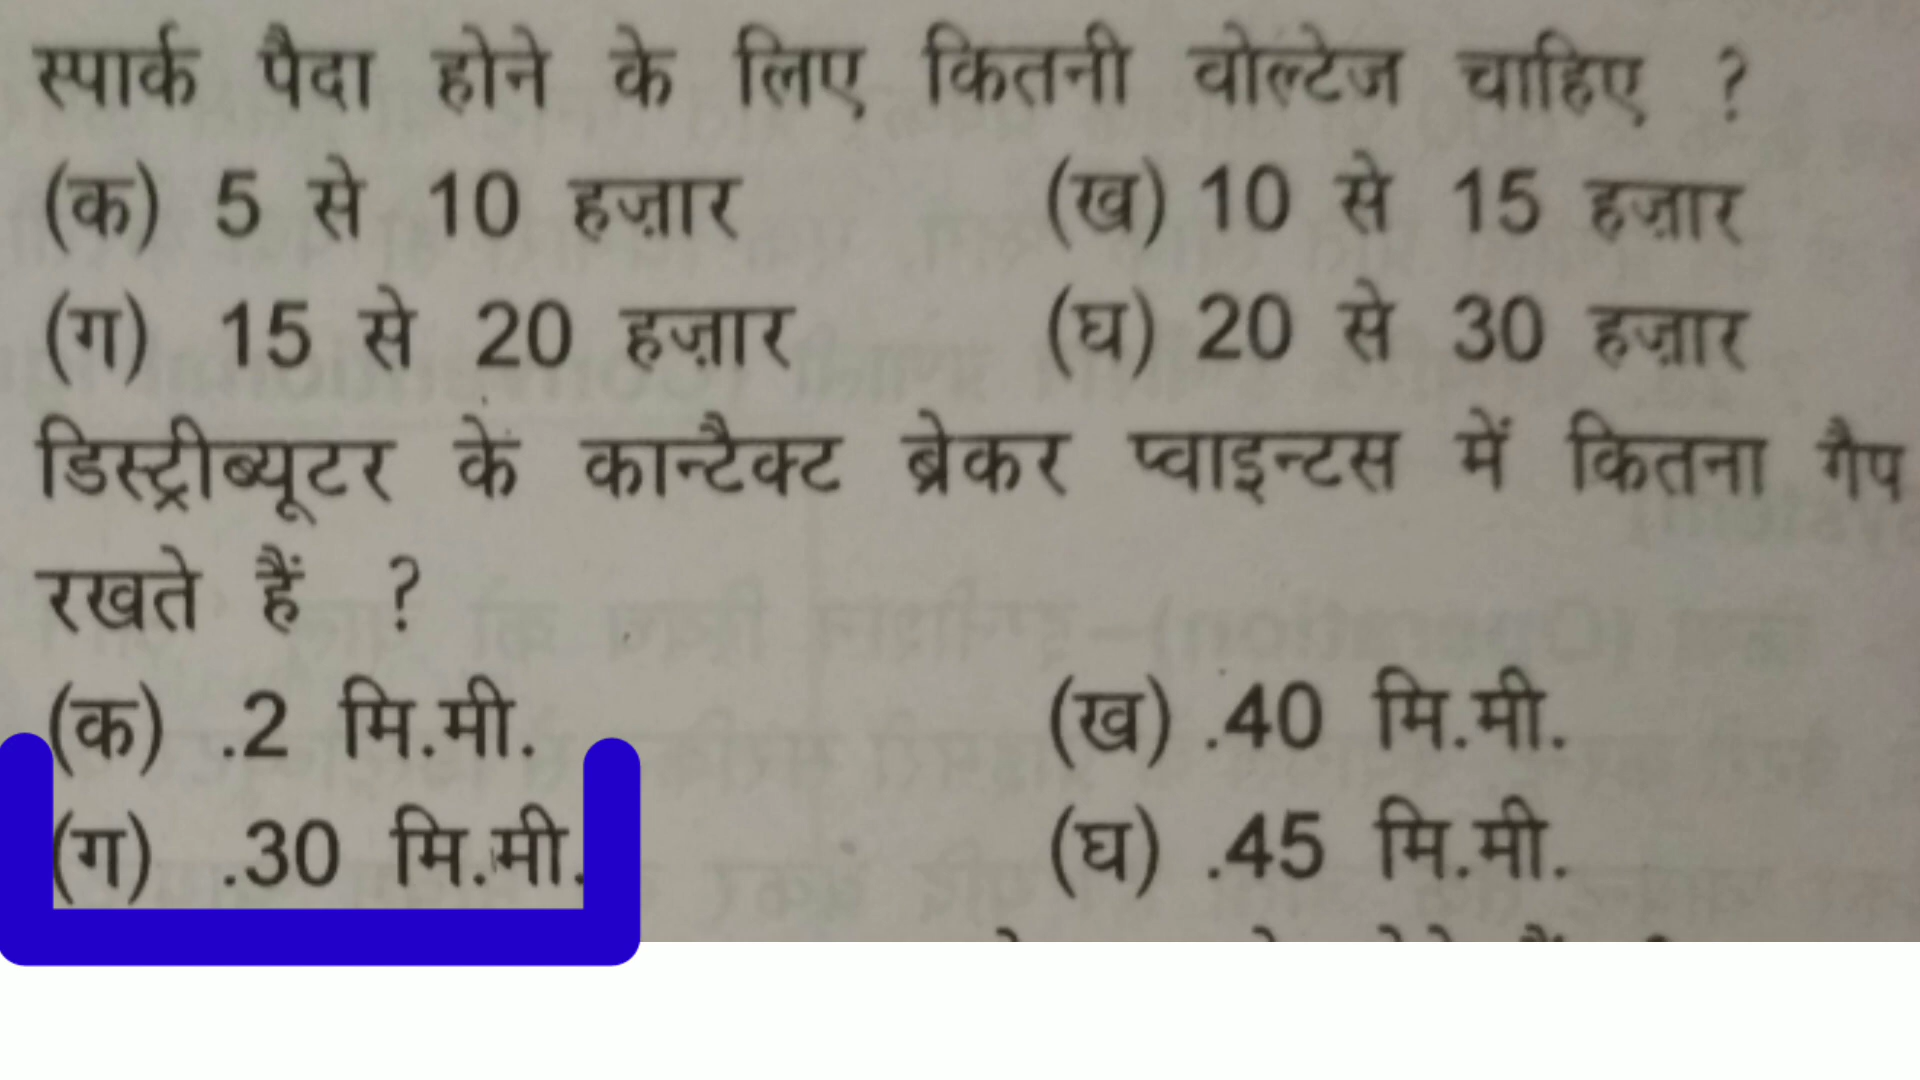 स्पार्क पैदा होने के लिए कितनी वोल्टेज चाहिए ?
(क) 5 से 10 हज़ार (ख) 10 से 15 हज़ार
(ग) 15 से 20 हज़ार (घ) 20 से 30 हज़ार
डिस्ट्रीब्यूटर के कान्टैक्ट ब्रेकर प्वाइन्टस में कितना गैप
रखते हैं ?
(क) .2 मि.मी. (ख) .40 मि.मी.
(ग) .30 मि.मी. (घ) .45 मि.मी.